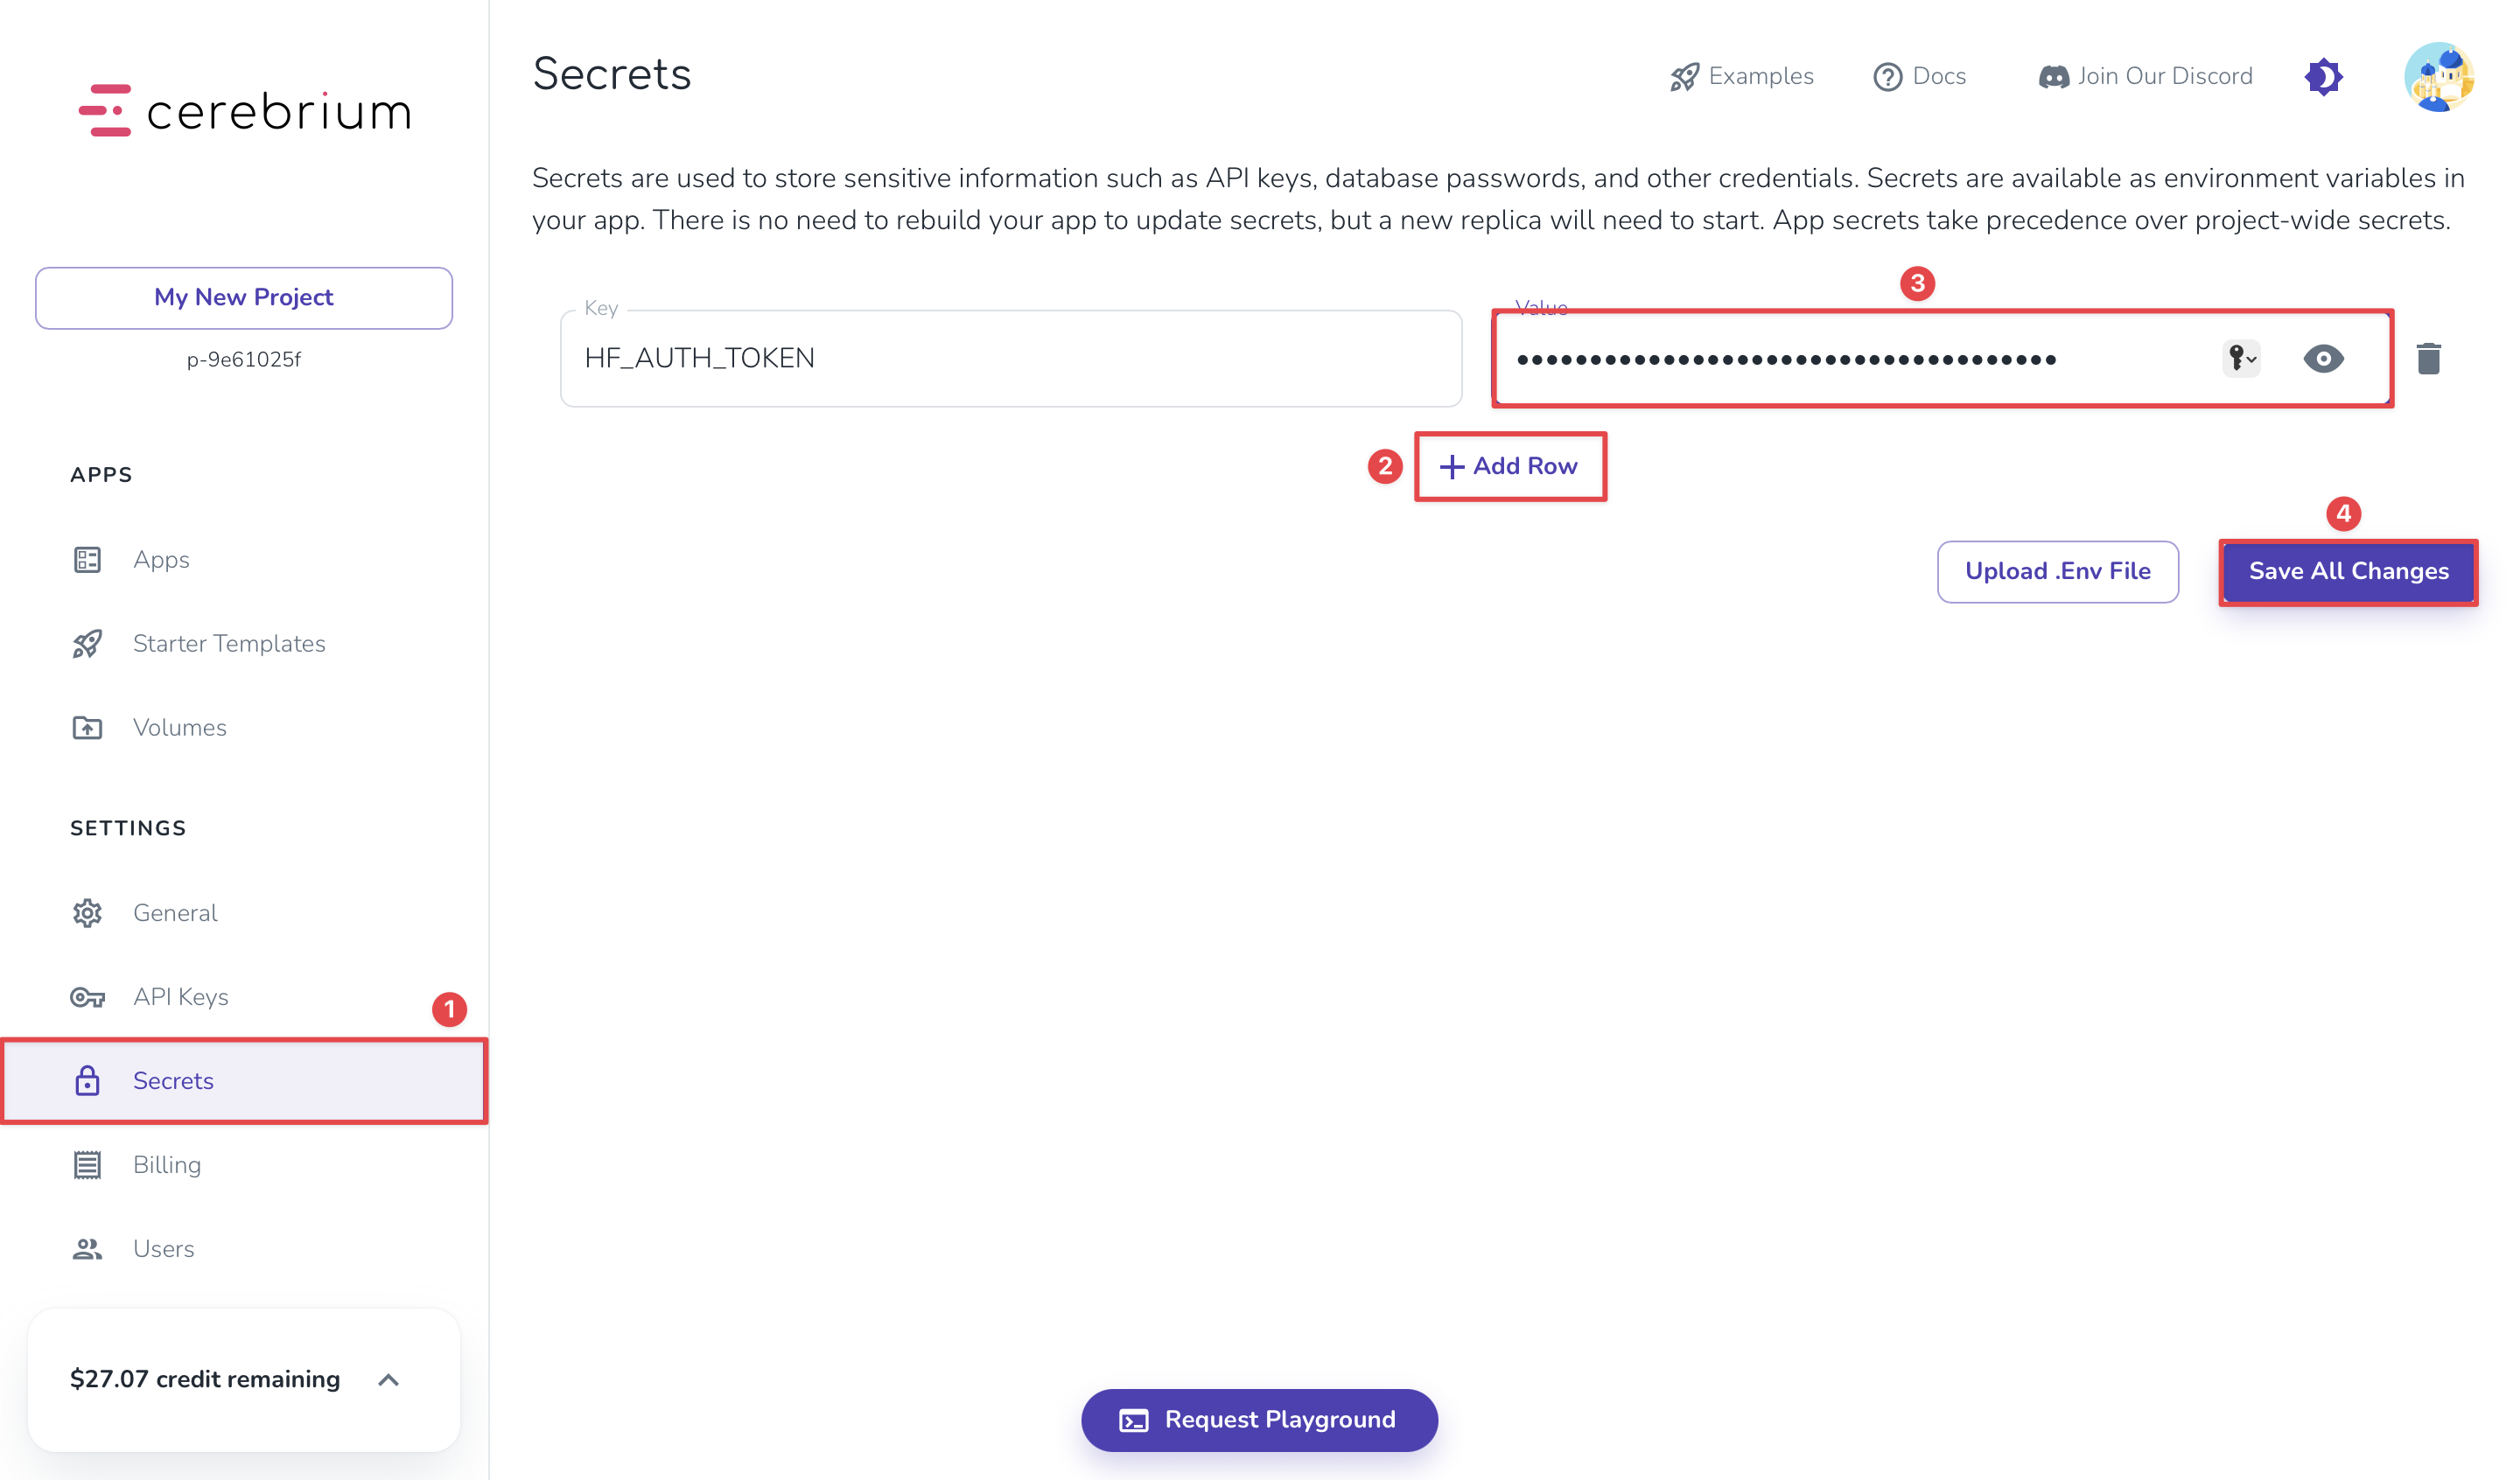 cerebrium
My New Project
p-9e61025f
APPS
Apps
Starter Templates
Volumes
SETTINGS
General
API Keys
1
Secrets
Billing
Users
$27.07 credit remaining
Secrets
Examples
Docs
Join Our Discord
Secrets are used to store sensitive information such as API keys, database passwords, and other credentials. Secrets are available as environment variables in
your app. There is no need to rebuild your app to update secrets, but a new replica will need to start. App secrets take precedence over project-wide secrets.
3
Key
HF_AUTH_TOKEN
Value
•••••••••••••••••••••••••••••••••••••
2
Add Row
4
Upload .Env File
Save All Changes
Request Playground